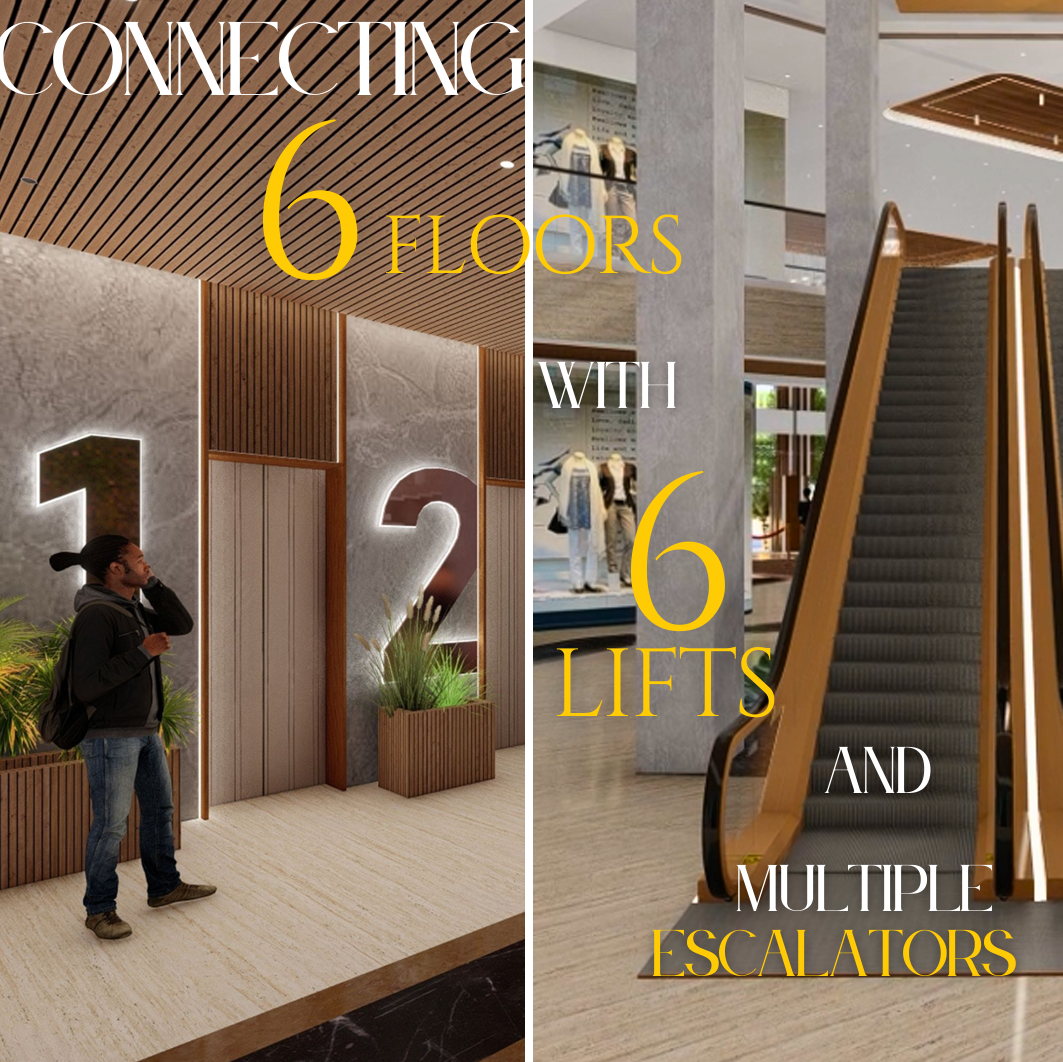 CONNECTING
6 FLOORS
WITH
6
LIFTS
AND
MULTIPLE
ESCALATORS
1
2